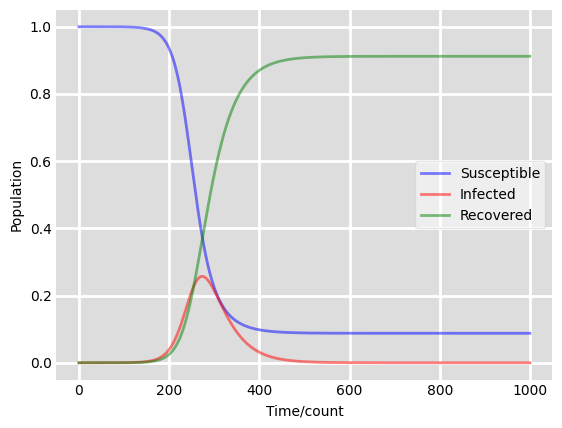 1.0
0.8
0.6
0.4
0.2
0.0
Population
Susceptible
Infected
Recovered
0 200 400 600 800 1000
Time/count